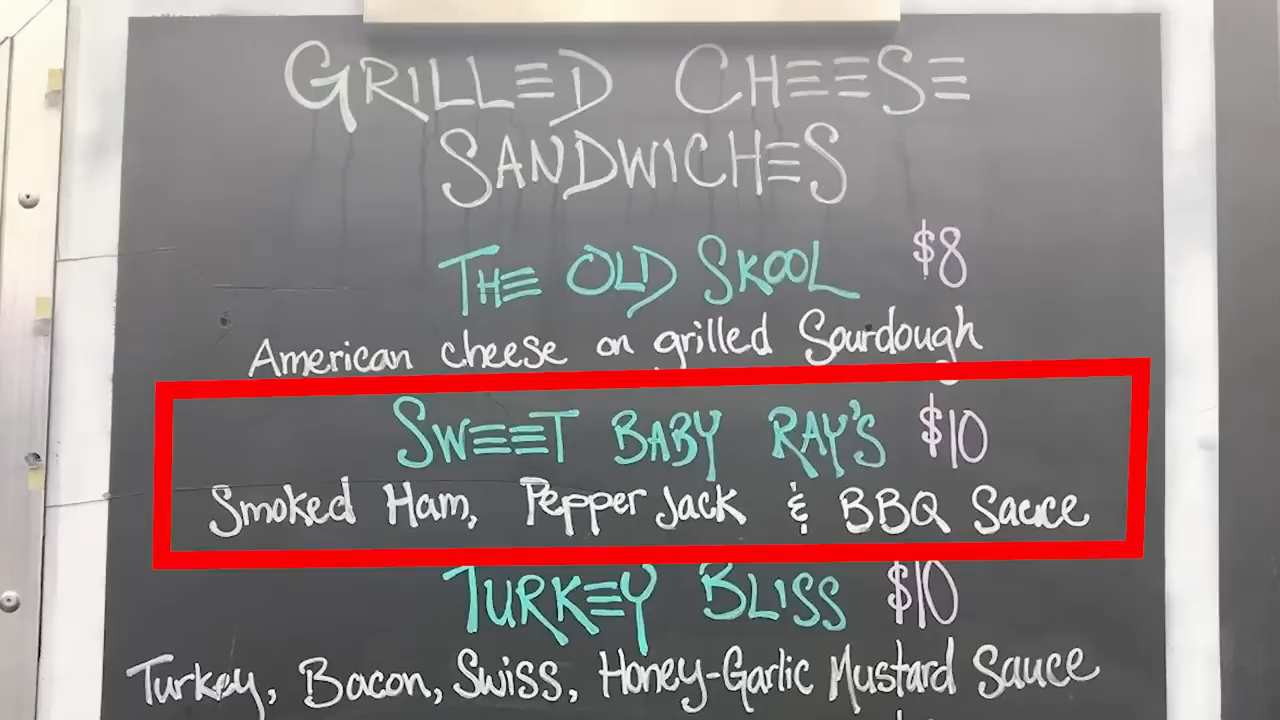 GRILLED CHEESE
SANDWICHES
THE OLD SKOOL $8
American cheese on grilled Sourdough
SWEET BABY RAY'S $10
Smoked Ham, Pepper Jack & BBQ Sauce
TURKEY BLISS $10
Turkey, Bacon, Swiss, Honey-Garlic Mustard Sauce